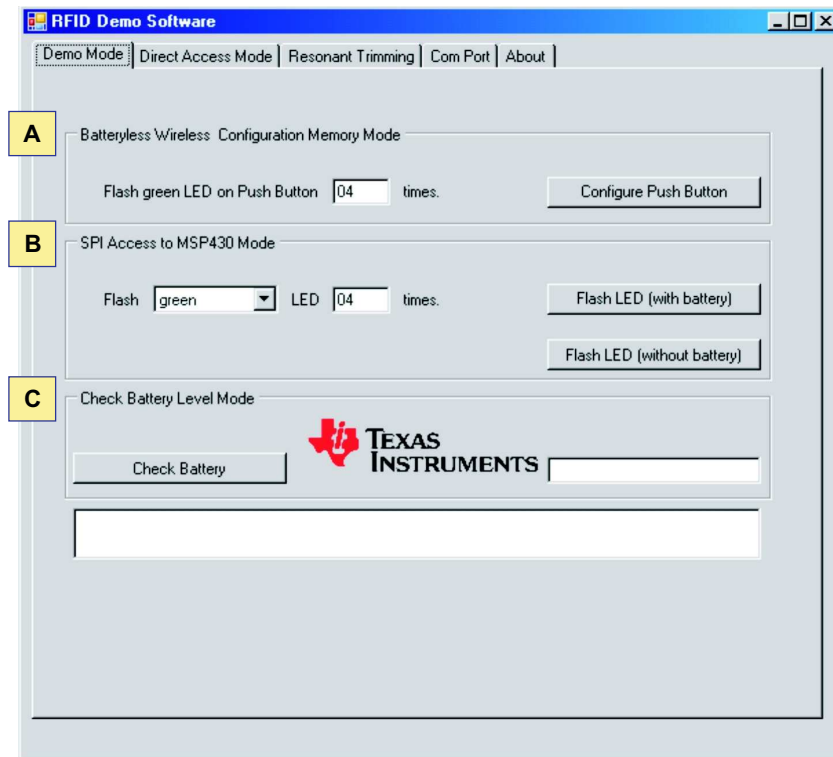 RFID Demo Software
Demo Mode Direct Access Mode Resonant Trimming Com Port About
A
Batteryless Wireless Configuration Memory Mode
Flash green LED on Push Button 04 times. Configure Push Button
B
SPI Access to MSP430 Mode
Flash green LED 04 times. Flash LED (with battery)
Flash LED (without battery)
C
Check Battery Level Mode
TEXAS
INSTRUMENTS
Check Battery